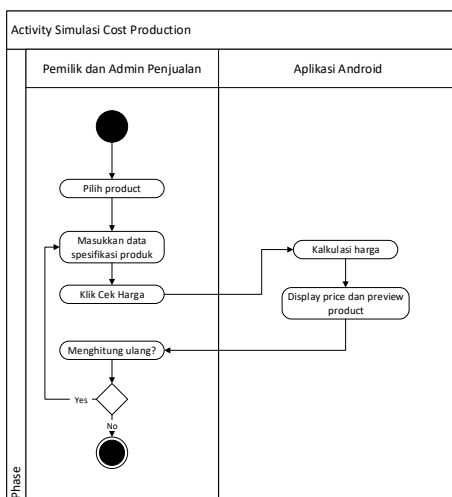 Activity Simulasi Cost Production
Pemilik dan Admin Penjualan
Aplikasi Android
Pilih product
Masukkan data
spesifikasi produk
Klik Cek Harga
Kalkulasi harga
Display price dan preview
product
Menghitung ulang?
Yes
No
Phase